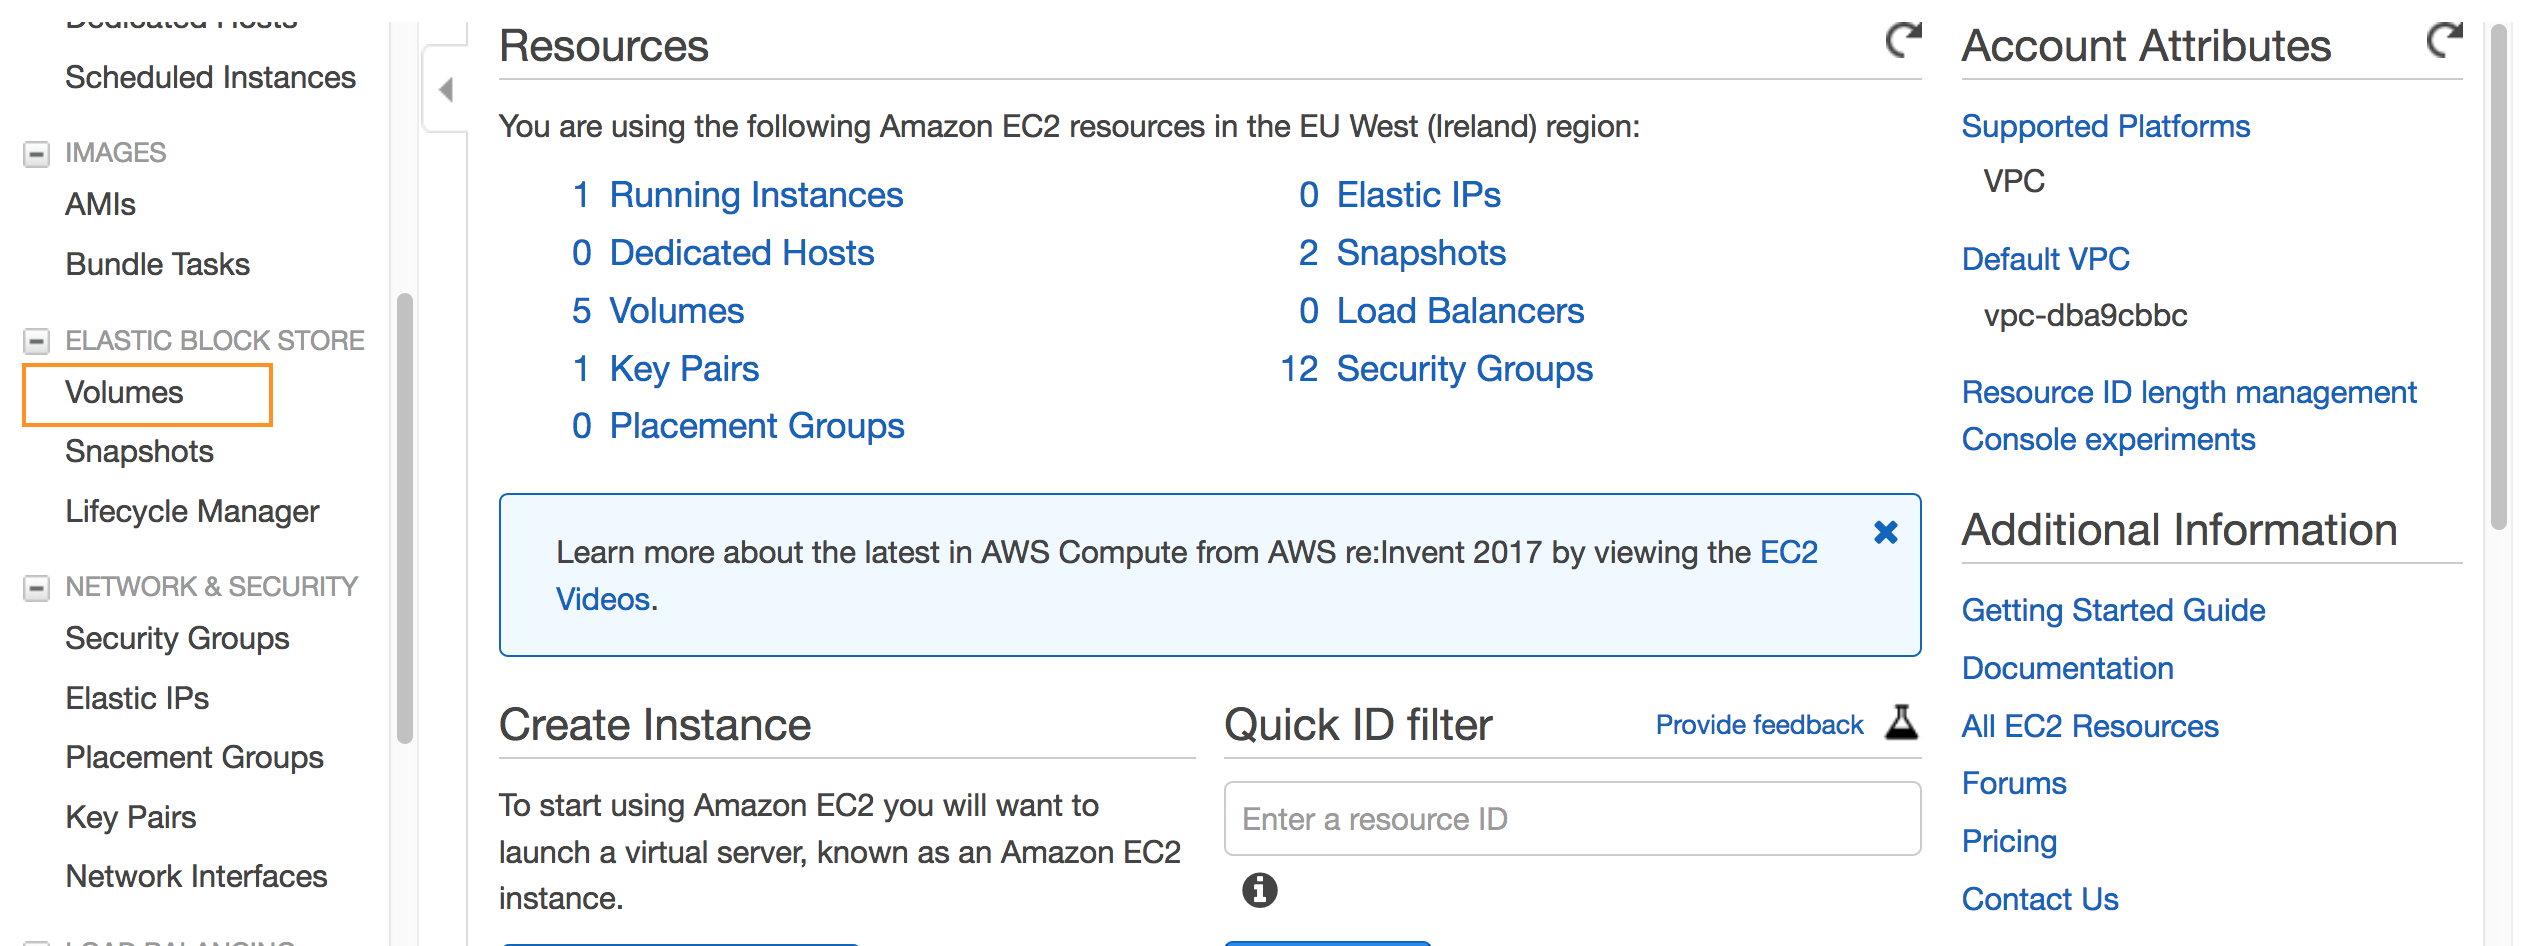 Dedicated Hosts
Scheduled Instances
IMAGES
AMIs
Bundle Tasks
ELASTIC BLOCK STORE
Volumes
Snapshots
Lifecycle Manager
NETWORK & SECURITY
Security Groups
Elastic IPs
Placement Groups
Key Pairs
Network Interfaces
LOAD BALANCING
Resources
You are using the following Amazon EC2 resources in the EU West (Ireland) region:
1 Running Instances
0 Dedicated Hosts
5 Volumes
1 Key Pairs
0 Placement Groups
0 Elastic IPs
2 Snapshots
0 Load Balancers
12 Security Groups
Learn more about the latest in AWS Compute from AWS re:Invent 2017 by viewing the EC2
Videos.
Create Instance
To start using Amazon EC2 you will want to
launch a virtual server, known as an Amazon EC2
instance.
Quick ID filter
Provide feedback
Enter a resource ID
Account Attributes
Supported Platforms
VPC
Default VPC
vpc-dba9cbbc
Resource ID length management
Console experiments
Additional Information
Getting Started Guide
Documentation
All EC2 Resources
Forums
Pricing
Contact Us